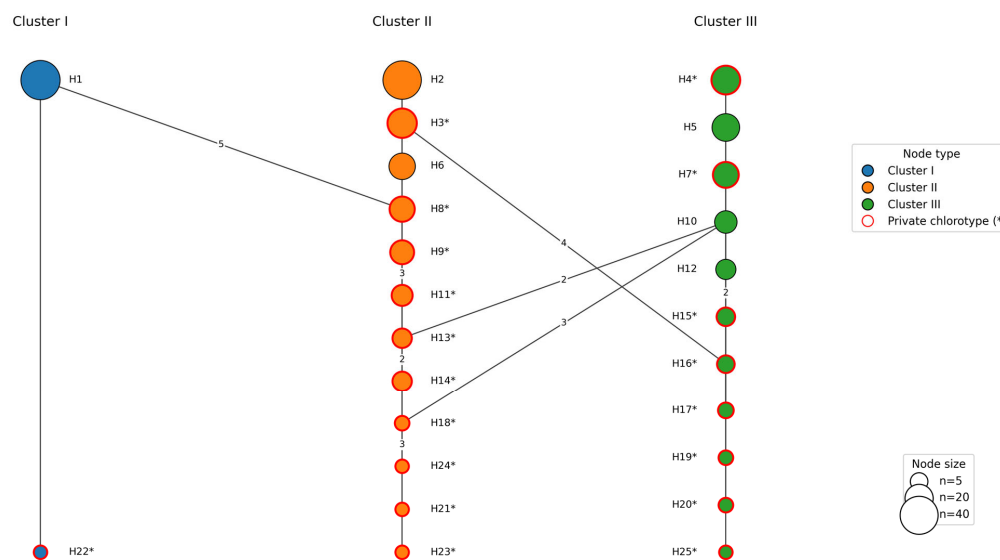 Cluster I
Cluster II
Cluster III
H1
H22*
5
H2
H3*
H6
H8*
H9*
3
H11*
H13*
2
H14*
H18*
3
H24*
H21*
H23*
4
2
3
H4*
H5
H7*
H10
H12
2
H15*
H16*
H17*
H19*
H20*
H25*
Node type
Cluster I
Cluster II
Cluster III
Private chlorotype (*
Node size
n=5
n=20
n=40